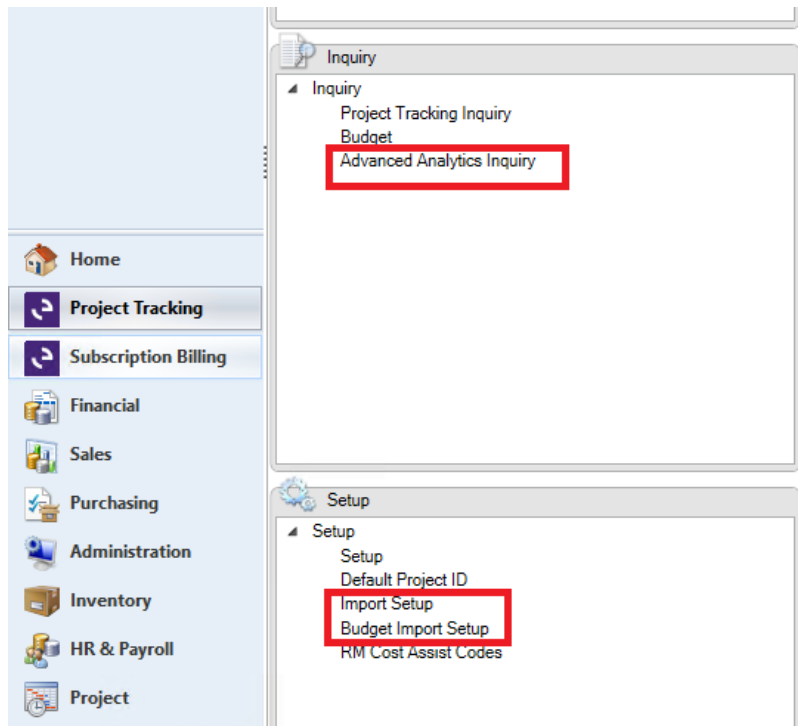 Inquiry
Inquiry
Project Tracking Inquiry
Budget
Advanced Analytics Inquiry
Home
Project Tracking
Subscription Billing
Financial
Sales
Purchasing
Administration
Inventory
HR & Payroll
Project
Setup
Setup
Setup
Default Project ID
Import Setup
Budget Import Setup
RM Cost Assist Codes